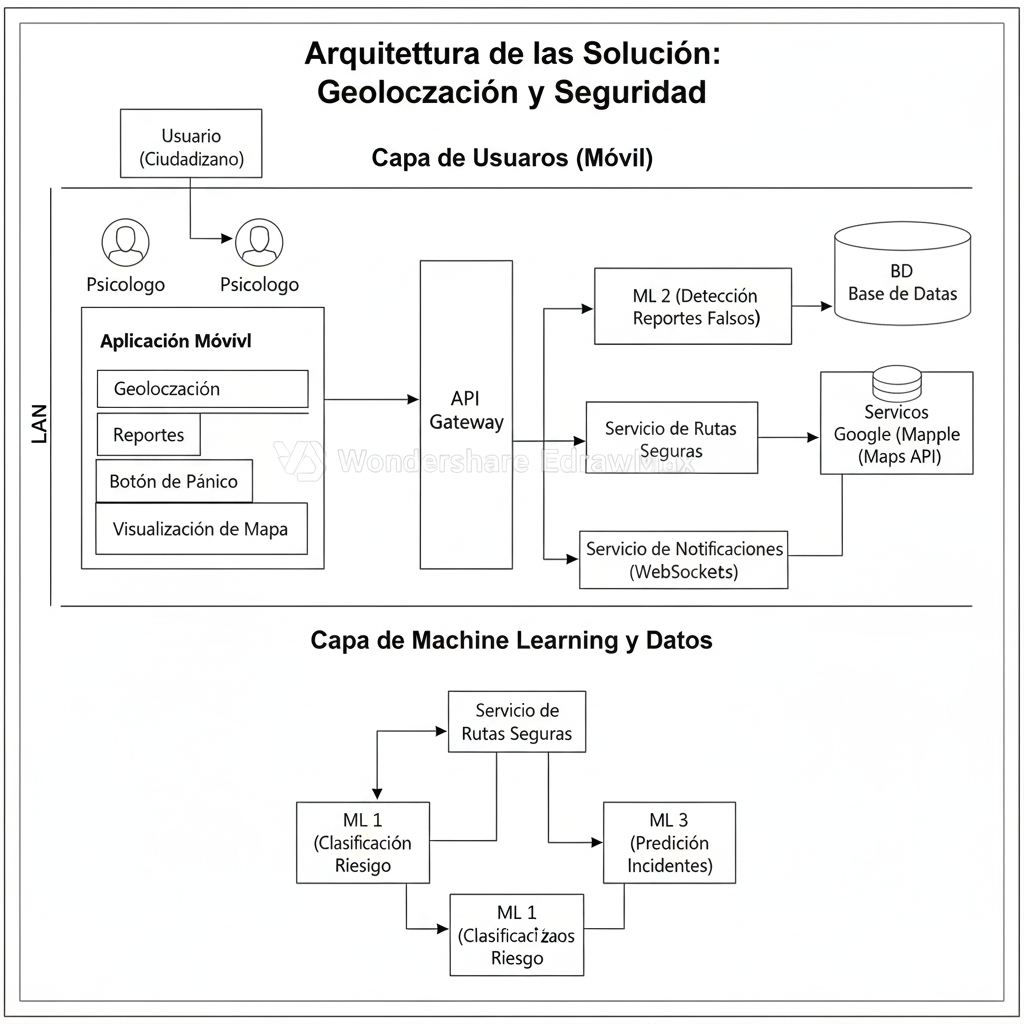 Arquitettura de las Solución:
Geoloczación y Seguridad
Usuario
(Ciudadizano)
Capa de Usuaros (Móvil)
LAN
Psicologo
Psicologo
Aplicación Móvivl
Geoloczación
Reportes
Botón de Pánico
Visualización de Mapa
API
Gateway
ML 2 (Detección
Reportes Falsos)
BD
Base de Datas
Servicio de Rutas
Seguras
Servicos
Google (Mapple
(Maps API)
Servicio de Notificaciones
(WebSockets)
Wondershare EdrawMax
Capa de Machine Learning y Datos
Servicio de
Rutas Seguras
ML 1
(Clasificación
Riesigo
ML 3
(Predición
Incidentes)
ML 1
(Clasificacizaos
Riesgo